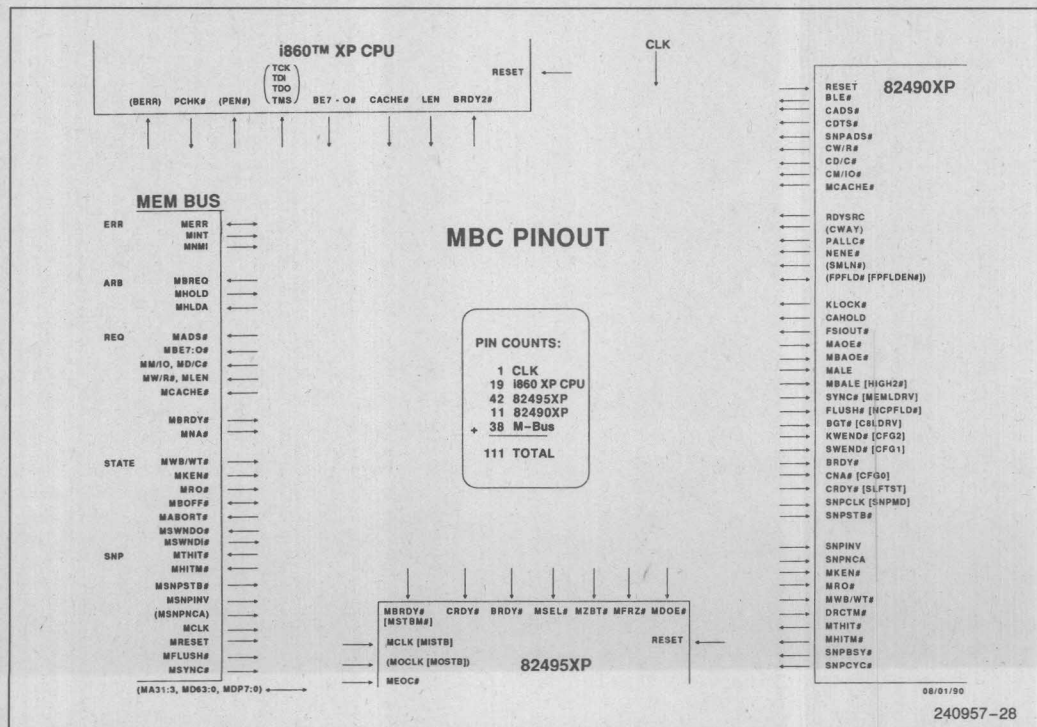 i860™ XP CPU
CLK
TCK
TDI
TDO
TMS
RESET
(BERR) PCHK# (PEN#) BE7 - O# CACHE# LEN BRDY2#
82490XP
RESET
BLE#
CADS#
CDTS#
SNPADS#
CW/R#
CD/C#
CM/IO#
MCACHE#
RDYSRC
(CWAY)
PALLC#
NENE#
(SMLN#)
(FPFLD# [FPFLDEN#])
KLOCK#
CAHOLD
FSIOUT#
MAOE#
MBAOE#
MALE
MBALE [HIGH2#]
SYNC# [MEMLDRV]
FLUSH# [NCPFLD#]
BGT# [C8LDRV]
KWEND# [CFG2]
SWEND# [CFG1]
BRDY#
CNA# [CFG0]
CRDY# [SLFTST]
SNPCLK [SNPMD]
SNPSTB#
SNPINV
SNPNCA
MKEN#
MRO#
MWB/WT#
DRCTM#
MTHIT#
MHITM#
SNPBSY#
SNPCYC#
MEM BUS
ERR MERR
MINT
MNMI
ARB MBREQ
MHOLD
MHLDA
REQ MADS#
MBE7:O#
MM/IO, MD/C#
MW/R#, MLEN
MCACHE#
MBRDY#
MNA#
STATE MWB/WT#
MKEN#
MRO#
MBOFF#
MABORT#
MSWNDO#
MSWNDI#
SNP MTHIT#
MHITM#
MSNPSTB#
MSNPINV
(MSNPNCA)
MCLK
MRESET
MFLUSH#
MSYNC#
(MA31:3, MD63:0, MDP7:0)
MBC PINOUT
PIN COUNTS:
1 CLK
19 i860 XP CPU
42 82495XP
11 82490XP
+ 38 M-Bus
111 TOTAL
MBRDY# CRDY# BRDY# MSEL# MZBT# MFRZ# MDOE#
[MSTBM#]
MCLK [MISTB]
RESET
(MOCLK [MOSTB])
82495XP
MEOC#
08/01/90
240957-28